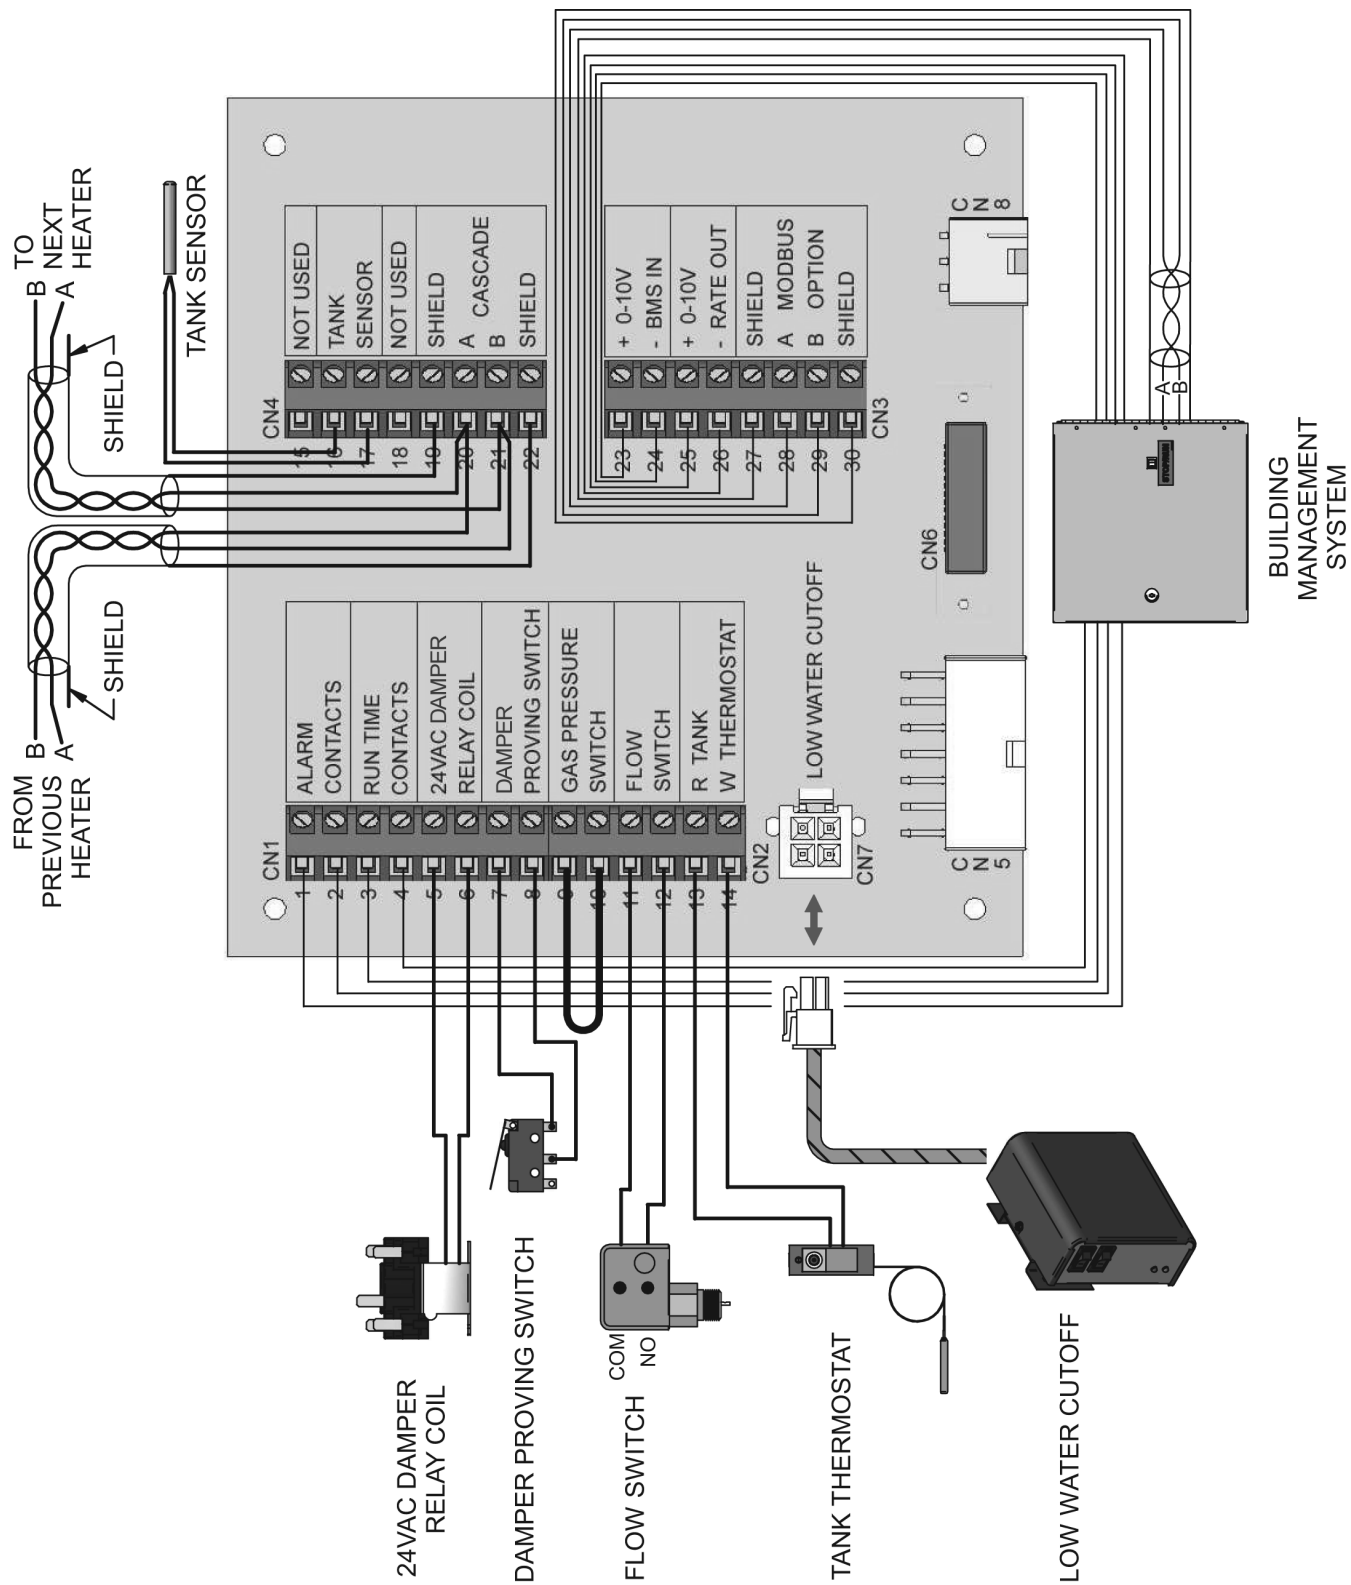 FROM
PREVIOUS
HEATER
B
A
SHIELD
B
A
TO
NEXT
HEATER
SHIELD
TANK SENSOR
CN1
1
2
3
4
5
6
7
8
9
10
11
12
13
14
ALARM
CONTACTS
RUN TIME
CONTACTS
24VAC DAMPER
RELAY COIL
DAMPER
PROVING SWITCH
GAS PRESSURE
SWITCH
FLOW
SWITCH
R TANK
W THERMOSTAT
CN2
CN4
15
16
17
18
19
20
21
22
NOT USED
TANK
SENSOR
NOT USED
SHIELD
A CASCADE
B
SHIELD
23
24
25
26
27
28
29
30
+ 0-10V
- BMS IN
+ 0-10V
- RATE OUT
SHIELD
A MODBUS
B OPTION
SHIELD
CN3
LOW WATER CUTOFF
CN7
CN5
CN6
CN8
A
B
BUILDING
MANAGEMENT
SYSTEM
24VAC DAMPER
RELAY COIL
DAMPER PROVING SWITCH
FLOW SWITCH
COM
NO
TANK THERMOSTAT
LOW WATER CUTOFF